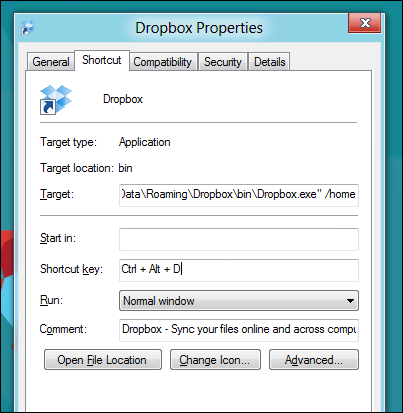 Dropbox Properties
General Shortcut Compatibility Security Details
Dropbox
Target type: Application
Target location: bin
Target: Data\Roaming\Dropbox\bin\Dropbox.exe" /home
Start in:
Shortcut key: Ctrl + Alt + D
Run: Normal window
Comment: Dropbox - Sync your files online and across compu
Open File Location Change Icon... Advanced...